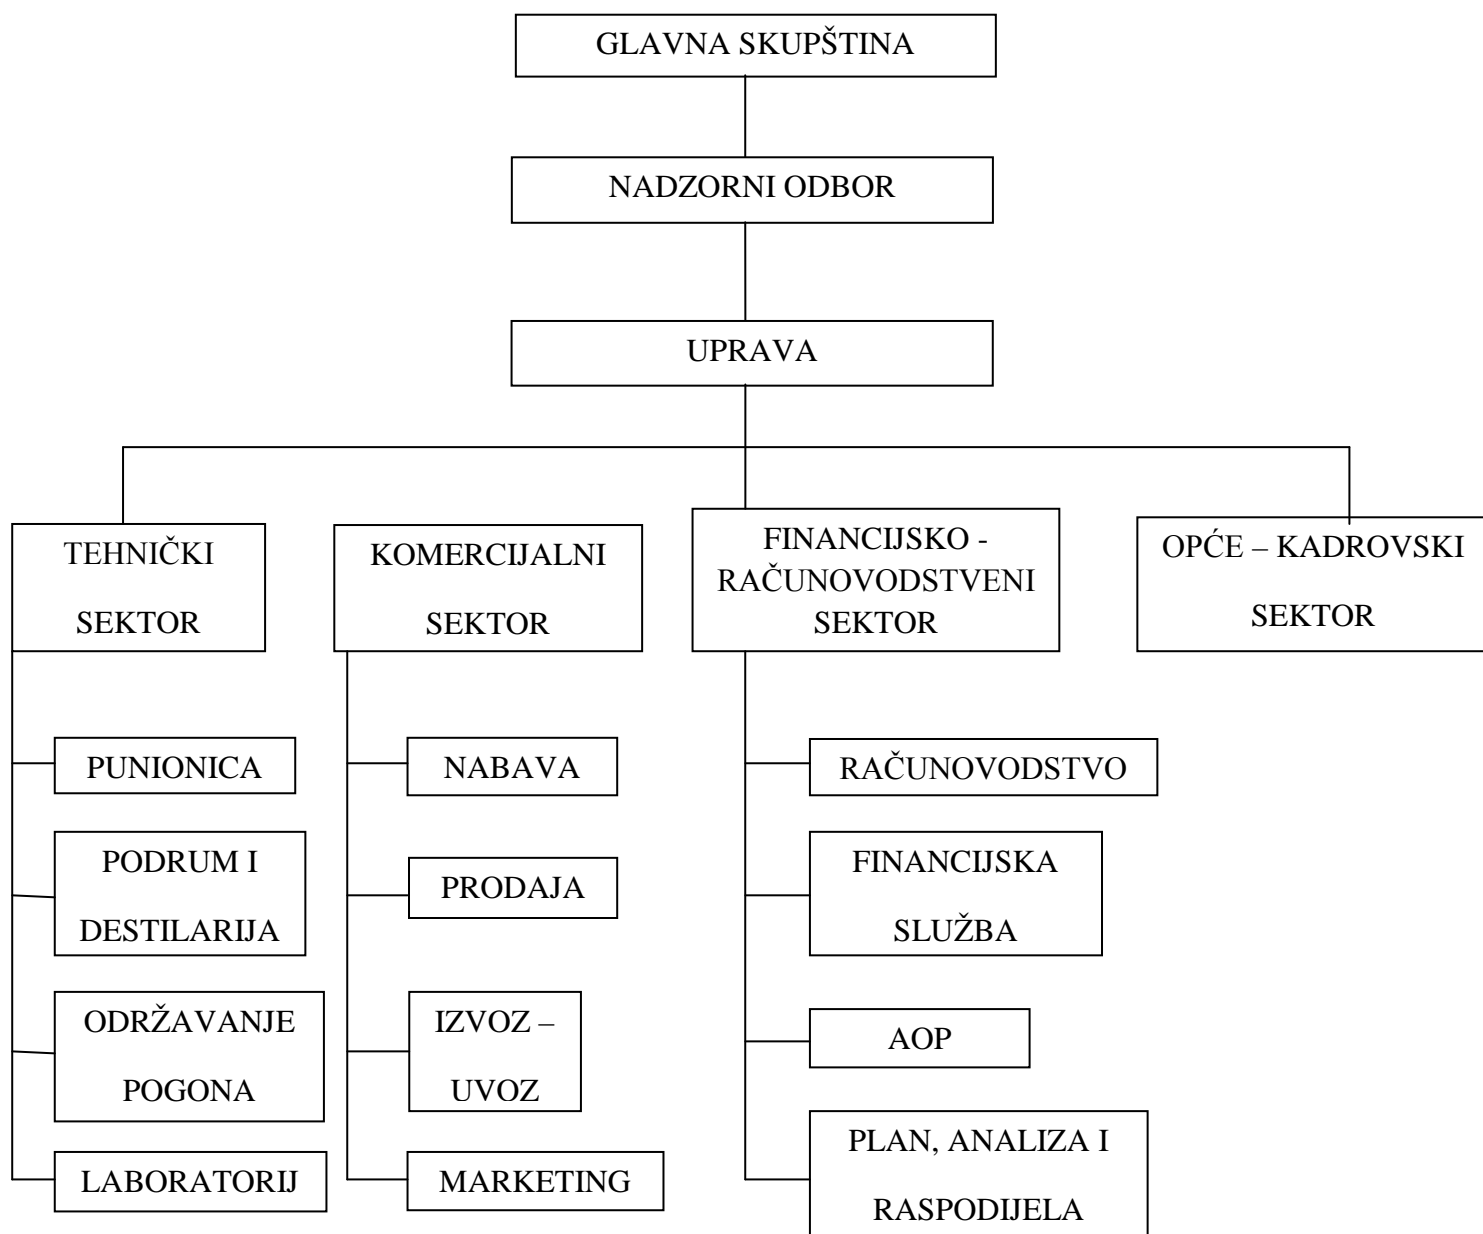 GLAVNA SKUPŠTINA
NADZORNI ODBOR
UPRAVA
TEHNIČKI
SEKTOR
KOMERCIJALNI
SEKTOR
FINANCIJSKO -
RAČUNOVODSTVENI
SEKTOR
OPĆE – KADROVSKI
SEKTOR
PUNIONICA
PODRUM I
DESTILARIJA
ODRŽAVANJE
POGONA
LABORATORIJ
NABAVA
PRODAJA
IZVOZ –
UVOZ
MARKETING
RAČUNOVODSTVO
FINANCIJSKA
SLUŽBA
AOP
PLAN, ANALIZA I
RASPODIJELA